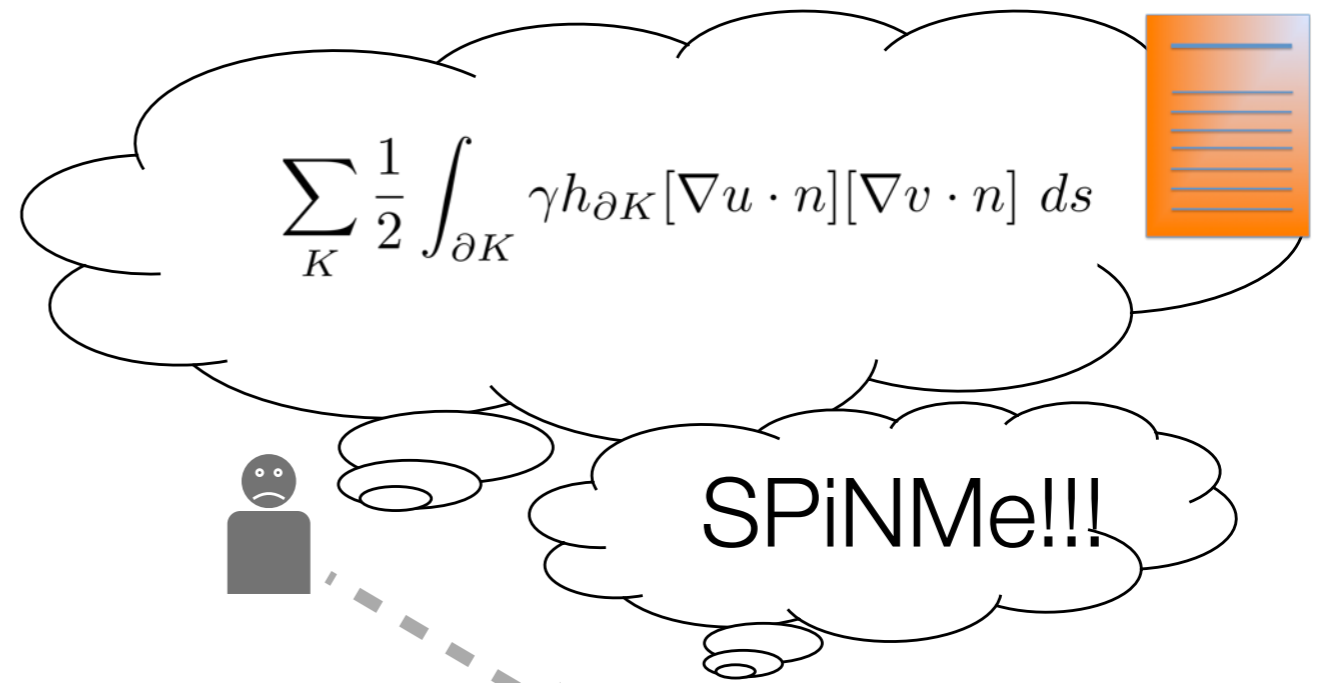 ∑_K 1/2 ∫_{∂K} γh_{∂K}[∇u · n][∇v · n] ds
SPiNMe!!!